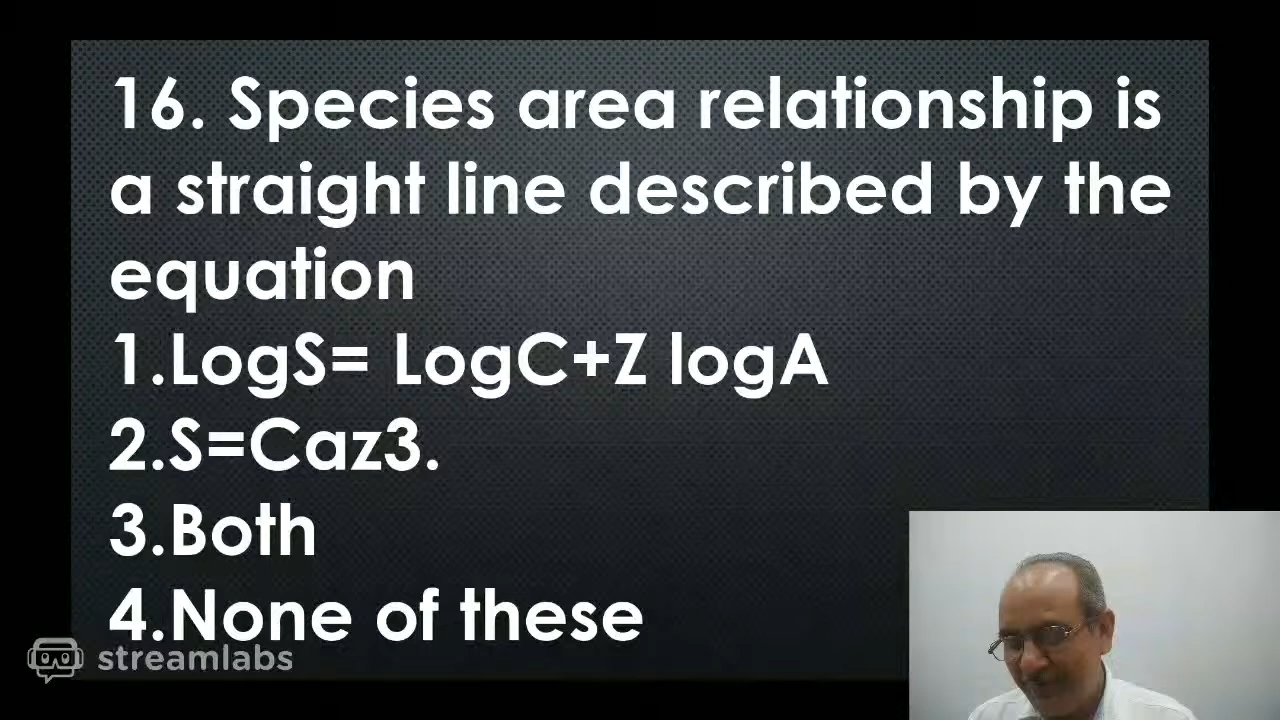 16. Species area relationship is
a straight line described by the
equation
1.LogS= LogC+Z logA
2.S=Caz3.
3.Both
4.None of these
streamlabs